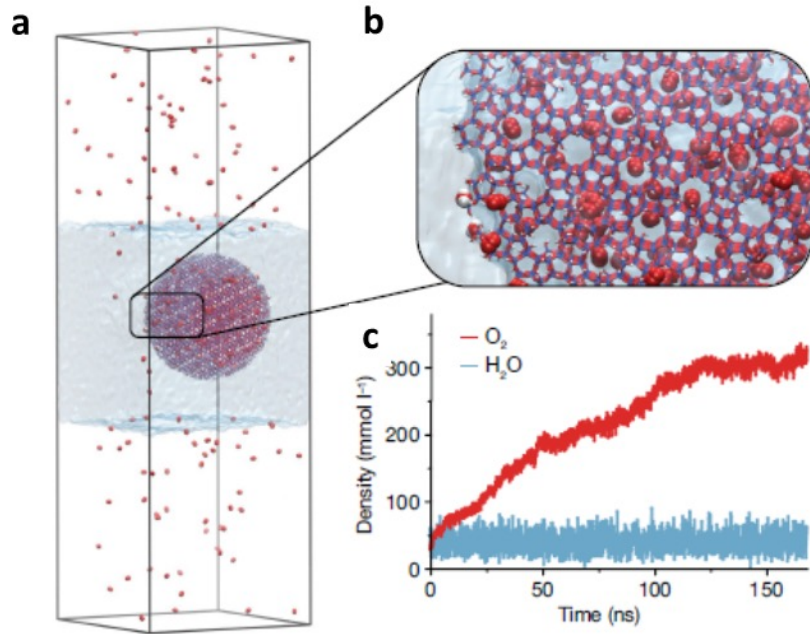 a
b
c
O₂
H₂O
Density (mmol l⁻¹)
300
200
100
0
0
50
100
150
Time (ns)